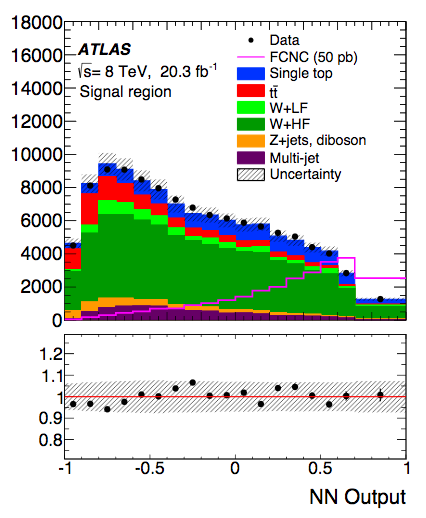 18000
16000
14000
12000
10000
8000
6000
4000
2000
0
ATLAS
√s= 8 TeV, 20.3 fb⁻¹
Signal region
Data
FCNC (50 pb)
Single top
tt̄
W+LF
W+HF
Z+jets, diboson
Multi-jet
Uncertainty
1.2
1.1
1
0.9
0.8
-1 -0.5 0 0.5 1
NN Output